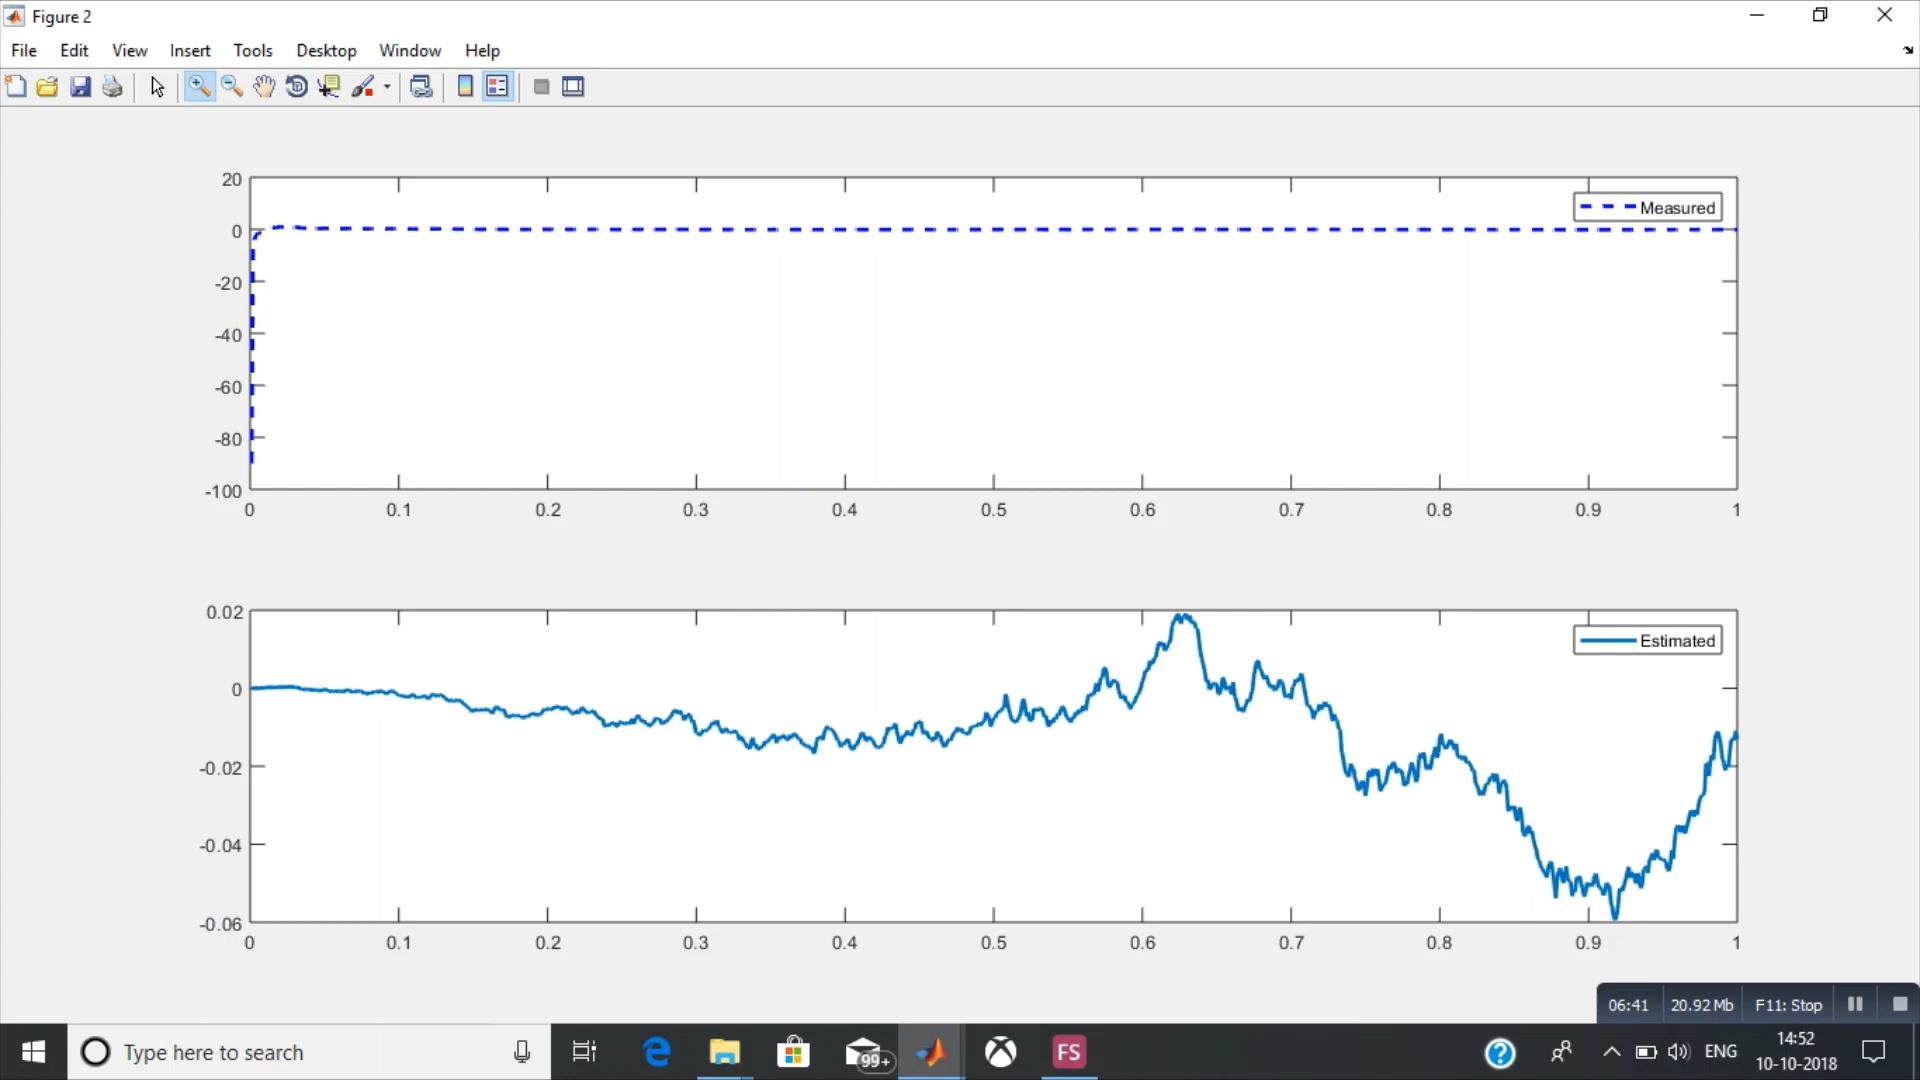 Figure 2
File Edit View Insert Tools Desktop Window Help
20
0
-20
-40
-60
-80
-100
0 0.1 0.2 0.3 0.4 0.5 0.6 0.7 0.8 0.9 1
Measured
0.02
0
-0.02
-0.04
-0.06
0 0.1 0.2 0.3 0.4 0.5 0.6 0.7 0.8 0.9 1
Estimated
06:41 20.92 Mb F11: Stop
Type here to search
99+
FS
ENG
14:52
10-10-2018